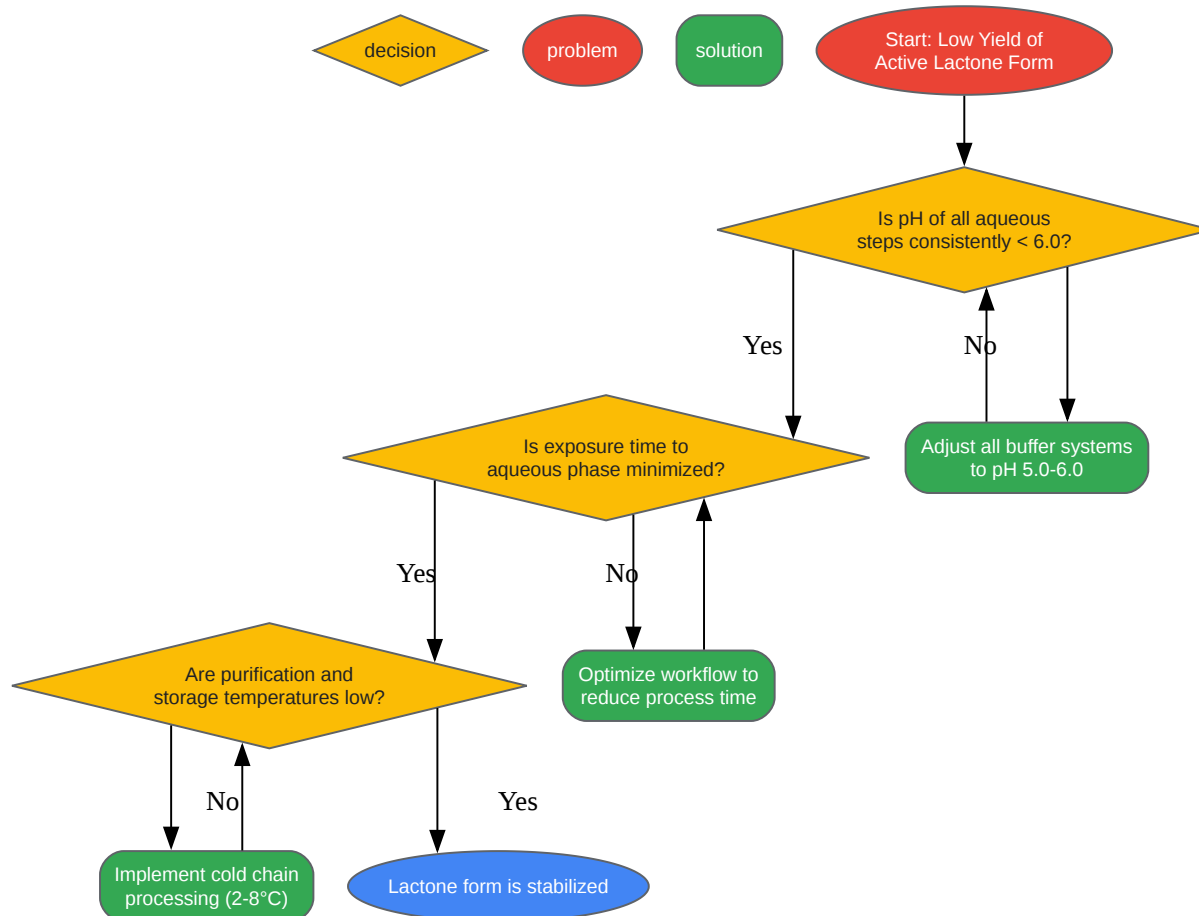 decision
problem
solution
Start: Low Yield of
Active Lactone Form
Is pH of all aqueous
steps consistently < 6.0?
Yes
No
Is exposure time to
aqueous phase minimized?
Adjust all buffer systems
to pH 5.0-6.0
Yes
No
Are purification and
storage temperatures low?
Optimize workflow to
reduce process time
No
Yes
Implement cold chain
processing (2-8°C)
Lactone form is stabilized